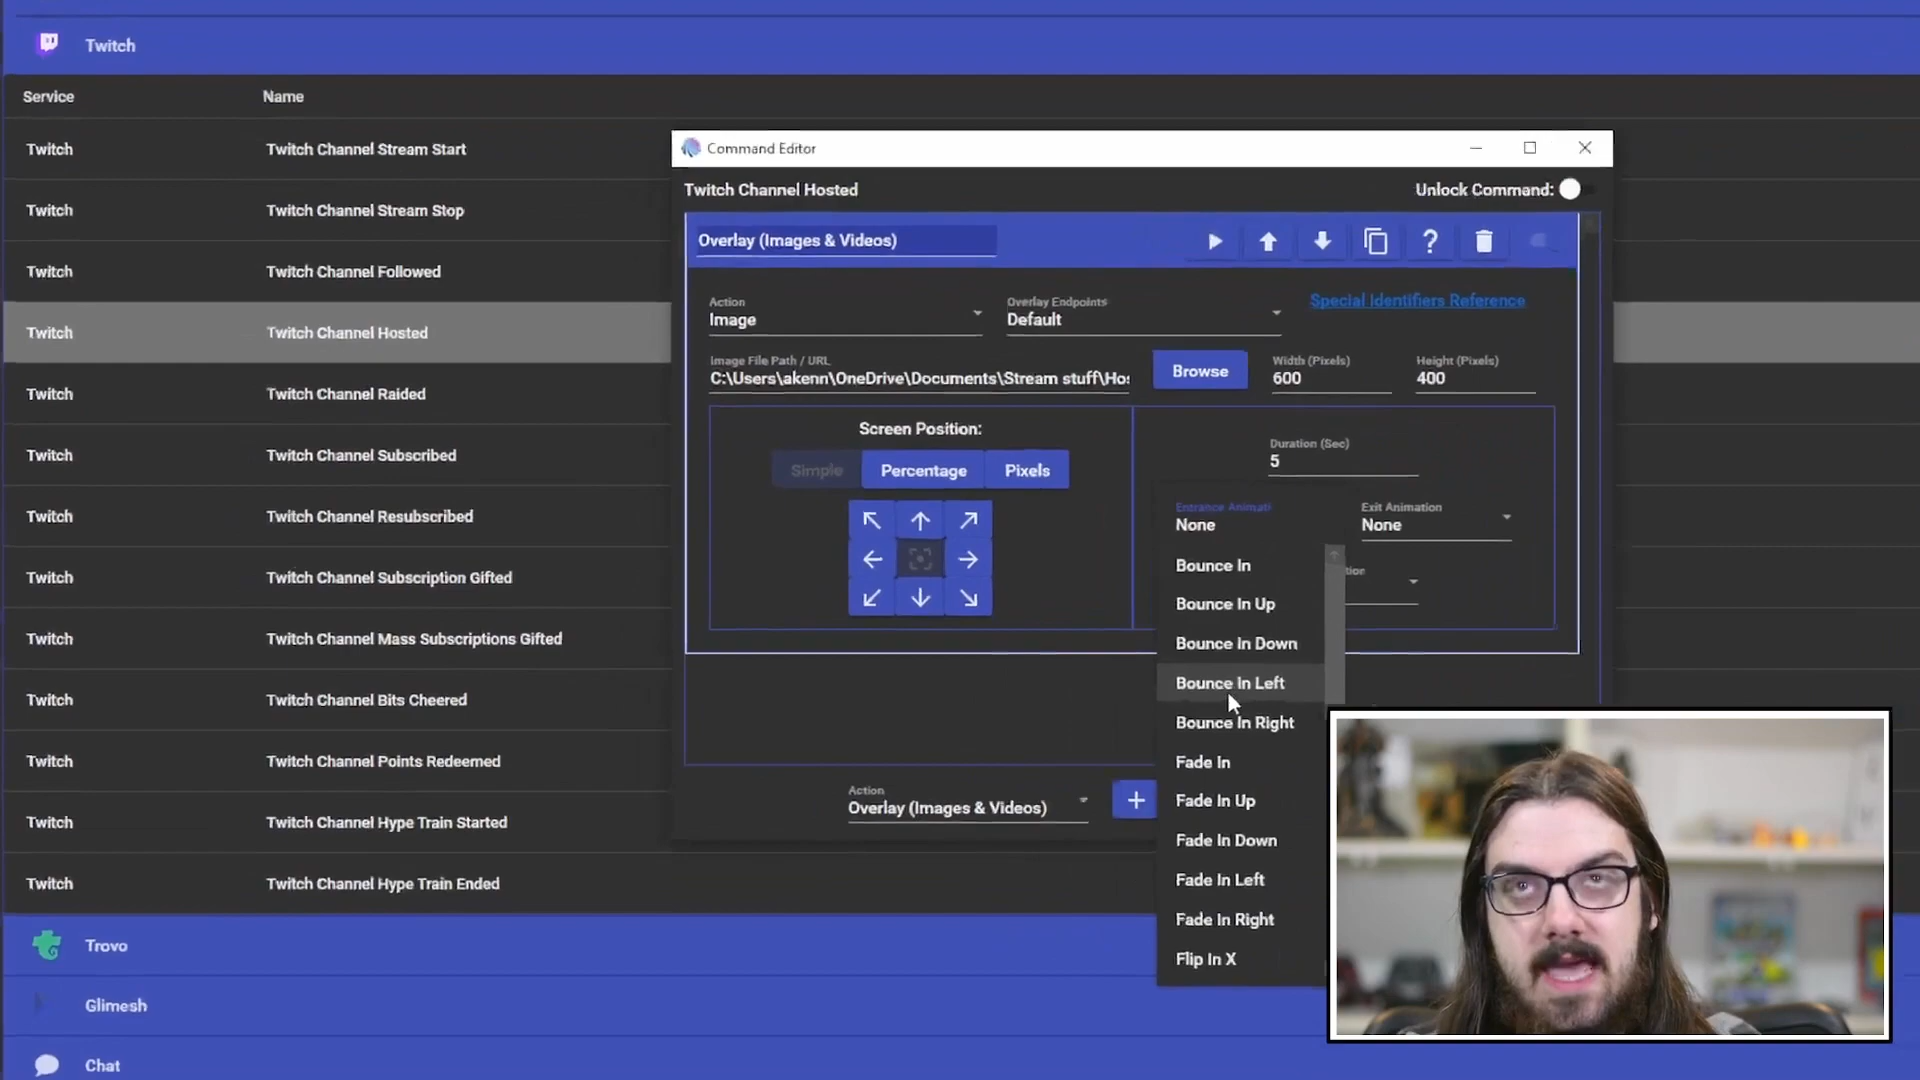 Twitch
Service Name
Twitch Twitch Channel Stream Start
Twitch Twitch Channel Stream Stop
Twitch Twitch Channel Followed
Twitch Twitch Channel Hosted
Twitch Twitch Channel Raided
Twitch Twitch Channel Subscribed
Twitch Twitch Channel Resubscribed
Twitch Twitch Channel Subscription Gifted
Twitch Twitch Channel Mass Subscriptions Gifted
Twitch Twitch Channel Bits Cheered
Twitch Twitch Channel Points Redeemed
Twitch Twitch Channel Hype Train Started
Twitch Twitch Channel Hype Train Ended
Trovo
Glimesh
Chat
Command Editor
Twitch Channel Hosted Unlock Command:
Overlay (Images & Videos) ?
Action Overlay Endpoints Special Identifiers Reference
Image Default
Image File Path / URL Browse Width (Pixels) Height (Pixels)
C:\Users\akenn\OneDrive\Documents\Stream stuff\Hos 600 400
Screen Position:
Simple Percentage Pixels
Duration (Sec)
5
Entrance Animati Exit Animation
None None
tion
Bounce In
Bounce In Up
Bounce In Down
Bounce In Left
Bounce In Right
Fade In
Fade In Up
Fade In Down
Fade In Left
Fade In Right
Flip In X
Action
Overlay (Images & Videos) +